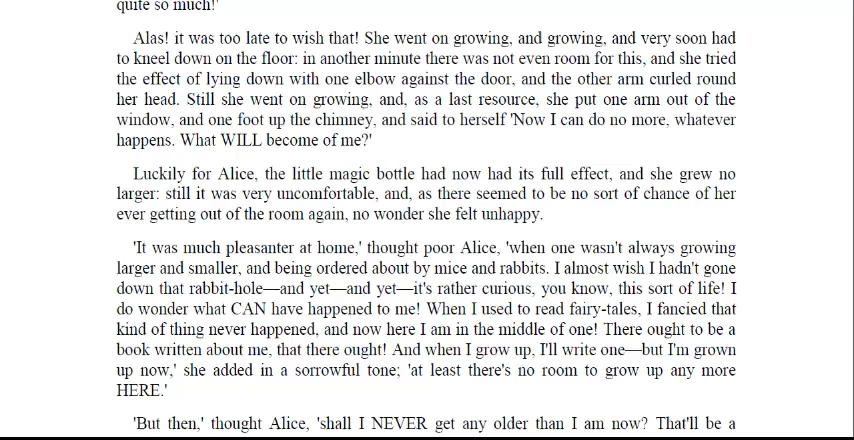 quite so much!'
Alas! it was too late to wish that! She went on growing, and growing, and very soon had
to kneel down on the floor: in another minute there was not even room for this, and she tried
the effect of lying down with one elbow against the door, and the other arm curled round
her head. Still she went on growing, and, as a last resource, she put one arm out of the
window, and one foot up the chimney, and said to herself 'Now I can do no more, whatever
happens. What WILL become of me?'
Luckily for Alice, the little magic bottle had now had its full effect, and she grew no
larger: still it was very uncomfortable, and, as there seemed to be no sort of chance of her
ever getting out of the room again, no wonder she felt unhappy.
'It was much pleasanter at home,' thought poor Alice, 'when one wasn't always growing
larger and smaller, and being ordered about by mice and rabbits. I almost wish I hadn't gone
down that rabbit-hole—and yet—and yet—it's rather curious, you know, this sort of life! I
do wonder what CAN have happened to me! When I used to read fairy-tales, I fancied that
kind of thing never happened, and now here I am in the middle of one! There ought to be a
book written about me, that there ought! And when I grow up, I'll write one—but I'm grown
up now,' she added in a sorrowful tone; 'at least there's no room to grow up any more
HERE.'
'But then,' thought Alice, 'shall I NEVER get any older than I am now? That'll be a